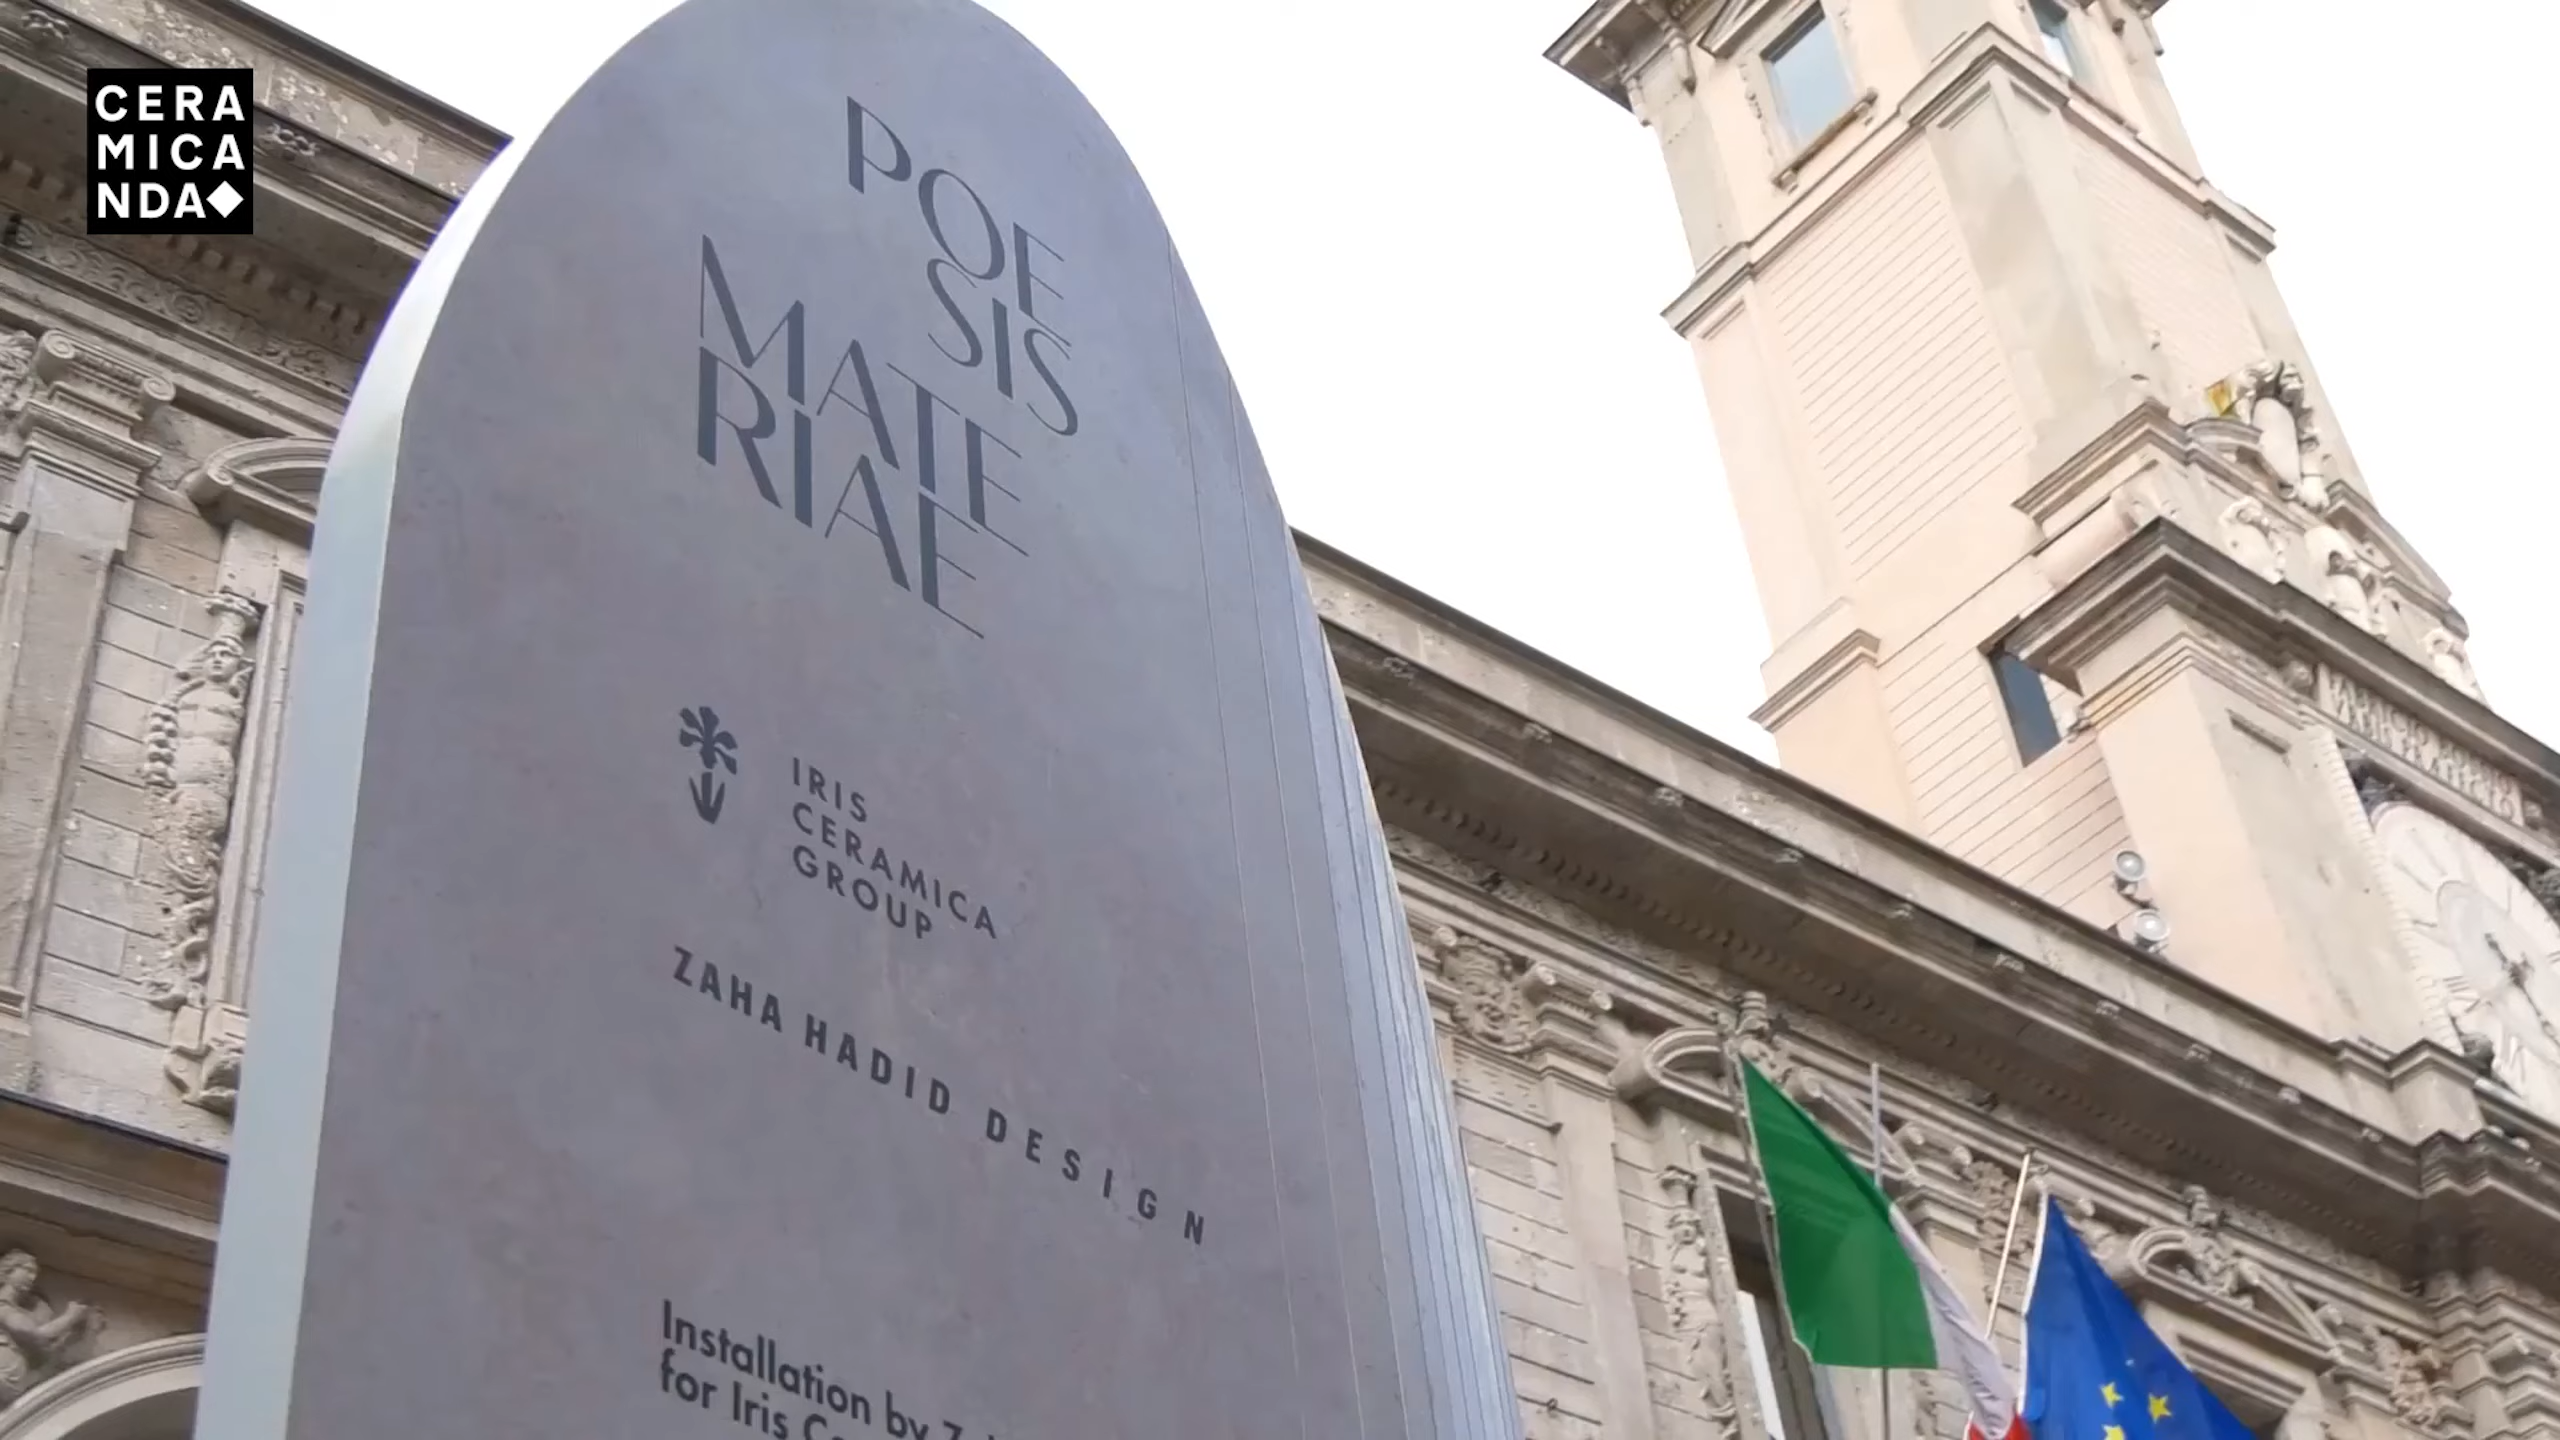 CERA
MICA
NDA
POE
SIS
MATE
RIAE
IRIS
CERAMICA
GROUP
ZAHA HADID DESIGN
Installation by
for Iris